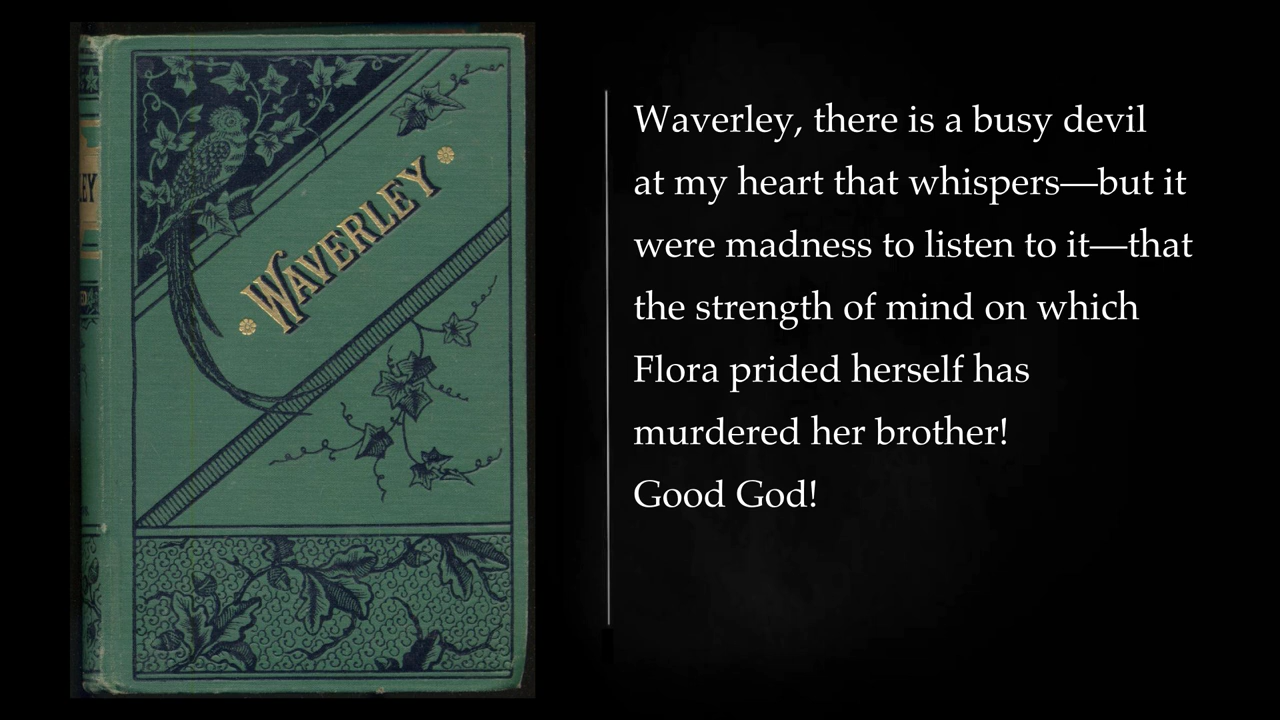 WAVERLEY
LEY
Waverley, there is a busy devil
at my heart that whispers—but it
were madness to listen to it—that
the strength of mind on which
Flora prided herself has
murdered her brother!
Good God!